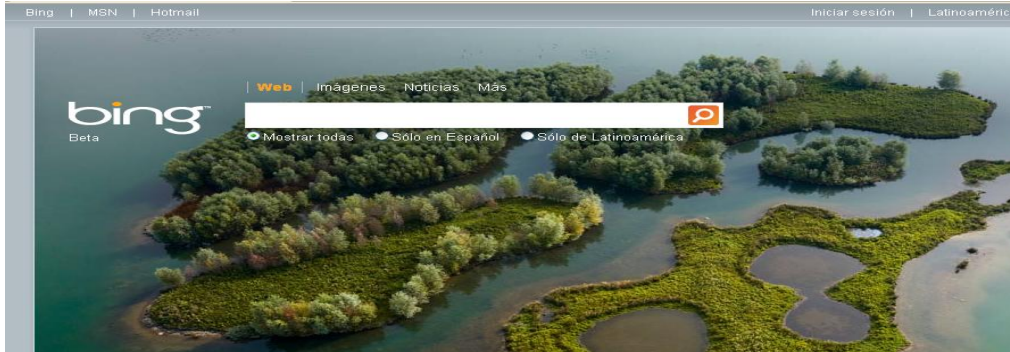 Bing | MSN | Hotmail Iniciar sesión | Latinoaméric
Web | Imágenes Noticias Más
bing™
Beta
Mostrar todas Sólo en Español Sólo de Latinoamérica